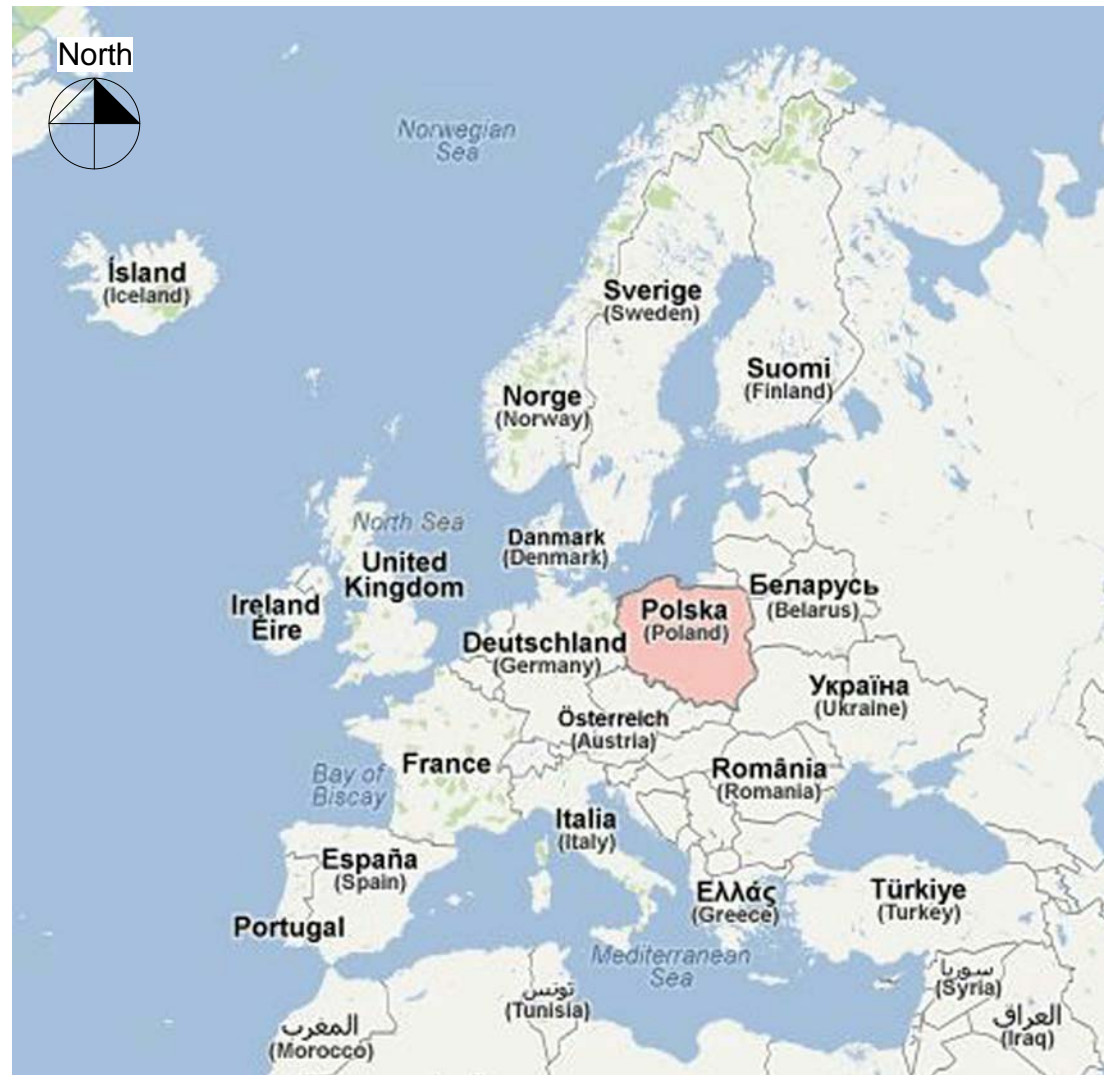 North
Norwegian
Sea
Ísland
(Iceland)
Sverige
(Sweden)
Suomi
(Finland)
Norge
(Norway)
North Sea
Danmark
(Denmark)
United
Kingdom
Ireland
Éire
Беларусь
(Belarus)
Polska
(Poland)
Deutschland
(Germany)
Україна
(Ukraine)
Österreich
(Austria)
France
Bay of
Biscay
România
(Romania)
Italia
(Italy)
España
(Spain)
Portugal
Ελλάς
(Greece)
Türkiye
(Turkey)
Mediterranean
Sea
سوريا
(Syria)
تونس
(Tunisia)
العراق
(Iraq)
المغرب
(Morocco)